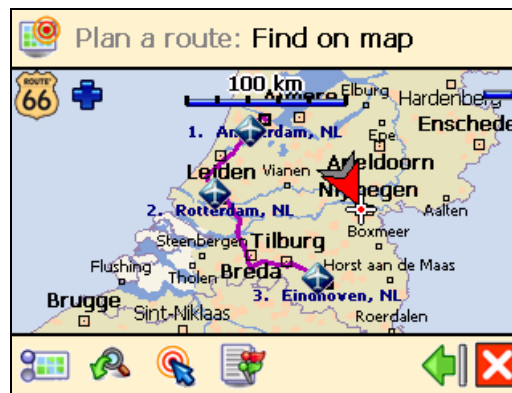 Plan a route: Find on map
ROUTE
66
100 km
Elburg
Hardenberg
Enschede
1. Amsterdam, NL
Epe
Apeldoorn
Leiden
Vianen
Nijmegen
2. Rotterdam, NL
Aalten
Boxmeer
Steenbergen
Tilburg
Flushing
Tholen
Breda
Horst aan de Maas
3. Eindhoven, NL
Brugge
Sint-Niklaas
Roerdalen